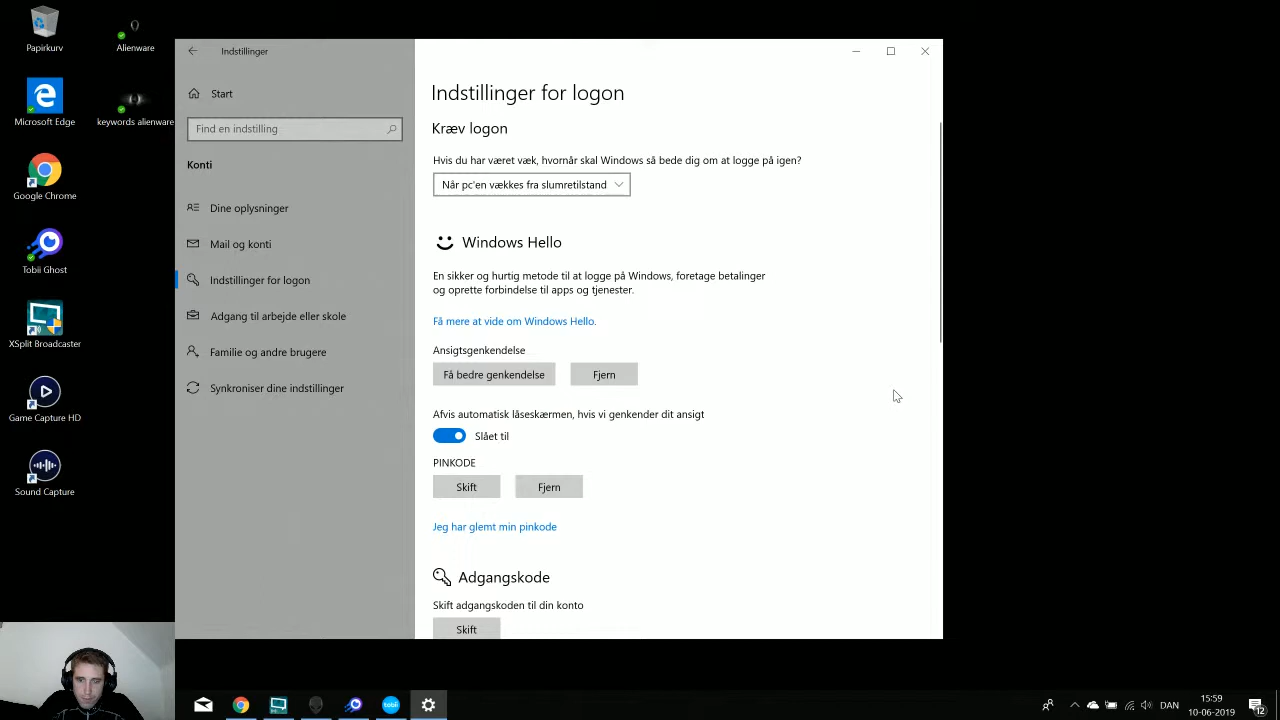 Papirkurv
Alienware
Microsoft Edge
keywords alienware
Google Chrome
Tobii Ghost
XSplit Broadcaster
Game Capture HD
Sound Capture
Indstillinger
Start
Find en indstilling
Konti
Dine oplysninger
Mail og konti
Indstillinger for logon
Adgang til arbejde eller skole
Familie og andre brugere
Synkroniser dine indstillinger
Indstillinger for logon
Kræv logon
Hvis du har været væk, hvornår skal Windows så bede dig om at logge på igen?
Når pc'en vækkes fra slumretilstand
Windows Hello
En sikker og hurtig metode til at logge på Windows, foretage betalinger
og oprette forbindelse til apps og tjenester.
Få mere at vide om Windows Hello.
Ansigtsgenkendelse
Få bedre genkendelse Fjern
Afvis automatisk låseskærmen, hvis vi genkender dit ansigt
Slået til
PINKODE
Skift Fjern
Jeg har glemt min pinkode
Adgangskode
Skift adgangskoden til din konto
Skift
tobii
DAN
15:59
10-06-2019
12